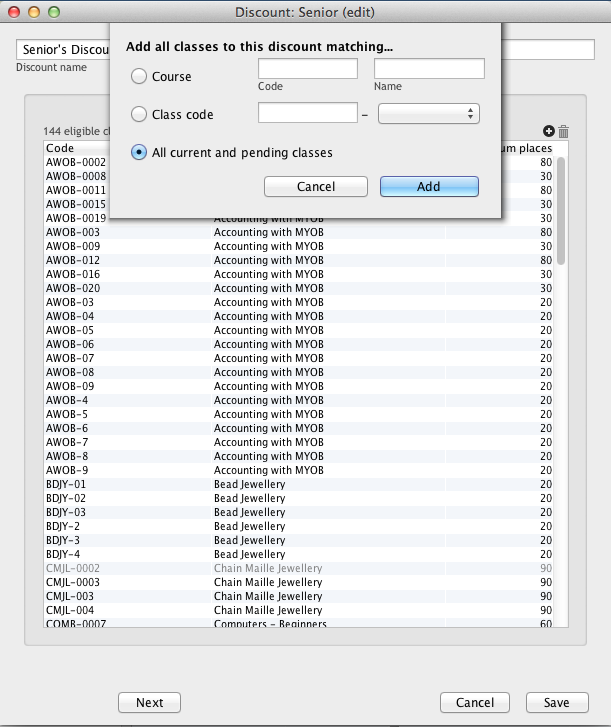 Discount: Senior (edit)
Add all classes to this discount matching...
Senior's Discou
Discount name
Course
Code
Name
Class code
–
All current and pending classes
Cancel
Add
144 eligible cl
Code
um places
AWOB-0002 80
AWOB-0008 30
AWOB-0011 80
AWOB-0015 30
AWOB-0019 Accounting with MYOB 30
AWOB-003 Accounting with MYOB 80
AWOB-009 Accounting with MYOB 30
AWOB-012 Accounting with MYOB 80
AWOB-016 Accounting with MYOB 30
AWOB-020 Accounting with MYOB 30
AWOB-03 Accounting with MYOB 20
AWOB-04 Accounting with MYOB 20
AWOB-05 Accounting with MYOB 20
AWOB-06 Accounting with MYOB 20
AWOB-07 Accounting with MYOB 20
AWOB-08 Accounting with MYOB 20
AWOB-09 Accounting with MYOB 20
AWOB-4 Accounting with MYOB 20
AWOB-5 Accounting with MYOB 20
AWOB-6 Accounting with MYOB 20
AWOB-7 Accounting with MYOB 20
AWOB-8 Accounting with MYOB 20
AWOB-9 Accounting with MYOB 20
BDJY-01 Bead Jewellery 20
BDJY-02 Bead Jewellery 20
BDJY-03 Bead Jewellery 20
BDJY-2 Bead Jewellery 20
BDJY-3 Bead Jewellery 20
BDJY-4 Bead Jewellery 20
CMJL-0002 Chain Maille Jewellery 90
CMJL-0003 Chain Maille Jewellery 90
CMJL-003 Chain Maille Jewellery 90
CMJL-004 Chain Maille Jewellery 90
COMB-0007 Computers - Beginners 60
Next
Cancel
Save